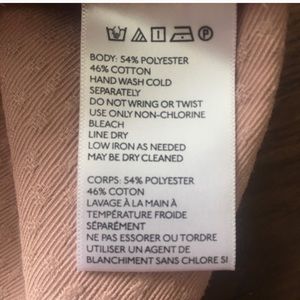 BODY: 54% POLYESTER
46% COTTON
HAND WASH COLD
SEPARATELY
DO NOT WRING OR TWIST
USE ONLY NON-CHLORINE
BLEACH
LINE DRY
LOW IRON AS NEEDED
MAY BE DRY CLEANED
CORPS: 54% POLYESTER
46% COTON
LAVAGE À LA MAIN À
TEMPÉRATURE FROIDE
SÉPARÉMENT
NE PAS ESSORER OU TORDRE
UTILISER UN AGENT DE
BLANCHIMENT SANS CHLORE SI